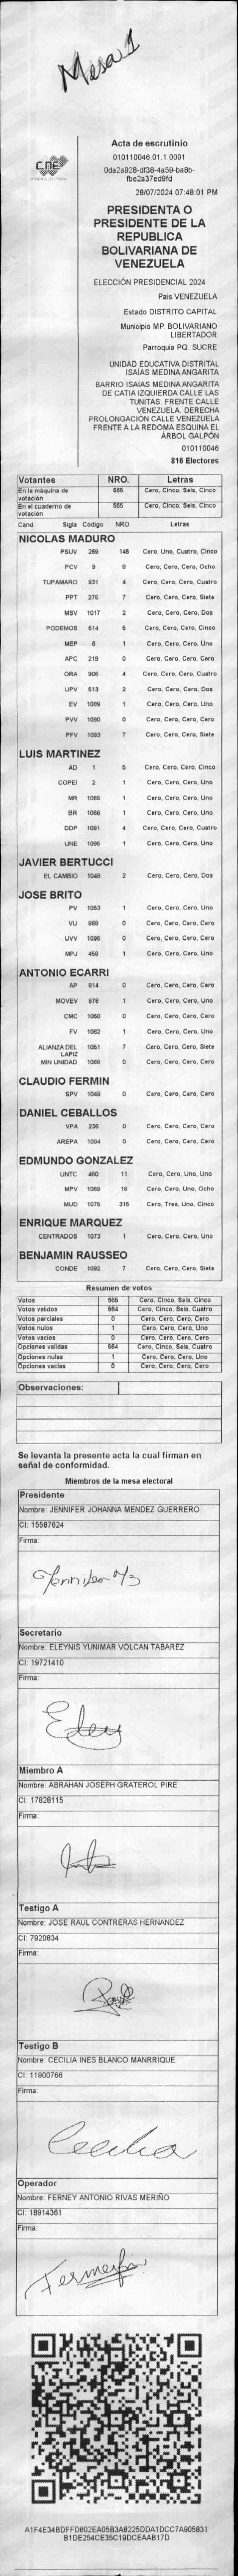 Mesa 1
CNE
Acta de escrutinio
010110046.01.1.0001
0da2a928-df38-4a59-ba8b-
fbe2a37ed9fd
28/07/2024 07:48:01 PM
PRESIDENTA O
PRESIDENTE DE LA
REPUBLICA
BOLIVARIANA DE
VENEZUELA
ELECCIÓN PRESIDENCIAL 2024
Pais VENEZUELA
Estado DISTRITO CAPITAL
Municipio MP. BOLIVARIANO
LIBERTADOR
Parroquia PQ. SUCRE
UNIDAD EDUCATIVA DISTRITAL
ISAÍAS MEDINA ANGARITA
BARRIO ISAIAS MEDINA ANGARITA
DE CATIA IZQUIERDA CALLE LAS
TUNITAS. FRENTE CALLE
VENEZUELA. DERECHA
PROLONGACIÓN CALLE VENEZUELA
FRENTE A LA REDOMA ESQUINA EL
ÁRBOL GALPÓN
010110046
816 Electores
Votantes NRO. Letras
En la máquina de votación 565 Cero, Cinco, Seis, Cinco
En el cuaderno de votación 565 Cero, Cinco, Seis, Cinco
Cand. Sigla Código NRO. Letras
NICOLAS MADURO
PSUV 269 145 Cero, Uno, Cuatro, Cinco
PCV 9 8 Cero, Cero, Cero, Ocho
TUPAMARO 931 4 Cero, Cero, Cero, Cuatro
PPT 276 7 Cero, Cero, Cero, Siete
MSV 1017 2 Cero, Cero, Cero, Dos
PODEMOS 514 5 Cero, Cero, Cero, Cinco
MEP 6 1 Cero, Cero, Cero, Uno
APC 219 0 Cero, Cero, Cero, Cero
ORA 906 4 Cero, Cero, Cero, Cuatro
UPV 513 2 Cero, Cero, Cero, Dos
EV 1089 1 Cero, Cero, Cero, Uno
PVV 1090 0 Cero, Cero, Cero, Cero
PFV 1093 7 Cero, Cero, Cero, Siete
LUIS MARTINEZ
AD 1 5 Cero, Cero, Cero, Cinco
COPEI 2 1 Cero, Cero, Cero, Uno
MR 1065 1 Cero, Cero, Cero, Uno
BR 1066 1 Cero, Cero, Cero, Uno
DDP 1091 4 Cero, Cero, Cero, Cuatro
UNE 1096 1 Cero, Cero, Cero, Uno
JAVIER BERTUCCI
EL CAMBIO 1048 2 Cero, Cero, Cero, Dos
JOSE BRITO
PV 1053 1 Cero, Cero, Cero, Uno
VU 969 0 Cero, Cero, Cero, Cero
UVV 1095 0 Cero, Cero, Cero, Cero
MPJ 458 1 Cero, Cero, Cero, Uno
ANTONIO ECARRI
AP 914 0 Cero, Cero, Cero, Cero
MOVEV 978 1 Cero, Cero, Cero, Uno
CMC 1050 0 Cero, Cero, Cero, Cero
FV 1062 1 Cero, Cero, Cero, Uno
ALIANZA DEL LAPIZ 1051 7 Cero, Cero, Cero, Siete
MIN UNIDAD 1068 0 Cero, Cero, Cero, Cero
CLAUDIO FERMIN
SPV 1049 0 Cero, Cero, Cero, Cero
DANIEL CEBALLOS
VPA 236 0 Cero, Cero, Cero, Cero
AREPA 1094 0 Cero, Cero, Cero, Cero
EDMUNDO GONZALEZ
UNTC 460 11 Cero, Cero, Uno, Uno
MPV 1069 18 Cero, Cero, Uno, Ocho
MUD 1075 315 Cero, Tres, Uno, Cinco
ENRIQUE MARQUEZ
CENTRADOS 1073 1 Cero, Cero, Cero, Uno
BENJAMIN RAUSSEO
CONDE 1092 7 Cero, Cero, Cero, Siete
Resumen de votos
Votos 565 Cero, Cinco, Seis, Cinco
Votos validos 564 Cero, Cinco, Seis, Cuatro
Votos parciales 0 Cero, Cero, Cero, Cero
Votos nulos 1 Cero, Cero, Cero, Uno
Votos vacios 0 Cero, Cero, Cero, Cero
Opciones validas 564 Cero, Cinco, Seis, Cuatro
Opciones nulas 1 Cero, Cero, Cero, Uno
Opciones vacias 0 Cero, Cero, Cero, Cero
Observaciones:
Se levanta la presente acta la cual firman en
señal de conformidad.
Miembros de la mesa electoral
Presidente
Nombre: JENNIFER JOHANNA MENDEZ GUERRERO
CI: 15587624
Firma:
Secretario
Nombre: ELEYNIS YUNIMAR VOLCAN TABAREZ
CI: 19721410
Firma:
Miembro A
Nombre: ABRAHAN JOSEPH GRATEROL PIRE
CI: 17828115
Firma:
Testigo A
Nombre: JOSE RAUL CONTRERAS HERNANDEZ
CI: 7920834
Firma:
Testigo B
Nombre: CECILIA INES BLANCO MANRRIQUE
CI: 11900766
Firma:
Cecilia
Operador
Nombre: FERNEY ANTONIO RIVAS MERIÑO
CI: 18914361
Firma:
A1F4E34BDFFD802EA05B3A8225DDA1DCC7A905831
B1DE254CE35C19DCEAAB17D